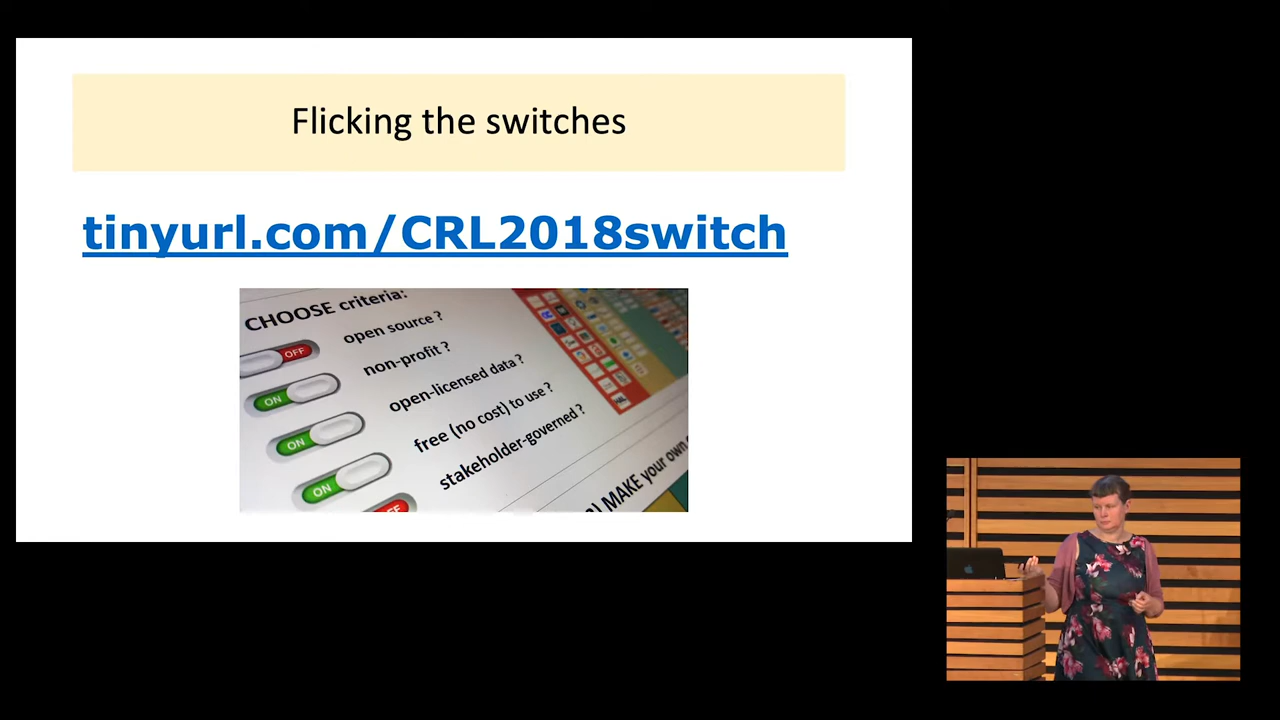 Flicking the switches
tinyurl.com/CRL2018switch
CHOOSE criteria:
OFF
open source ?
ON
non-profit ?
ON
open-licensed data ?
ON
free (no cost) to use ?
stakeholder-governed ?
MAKE your own